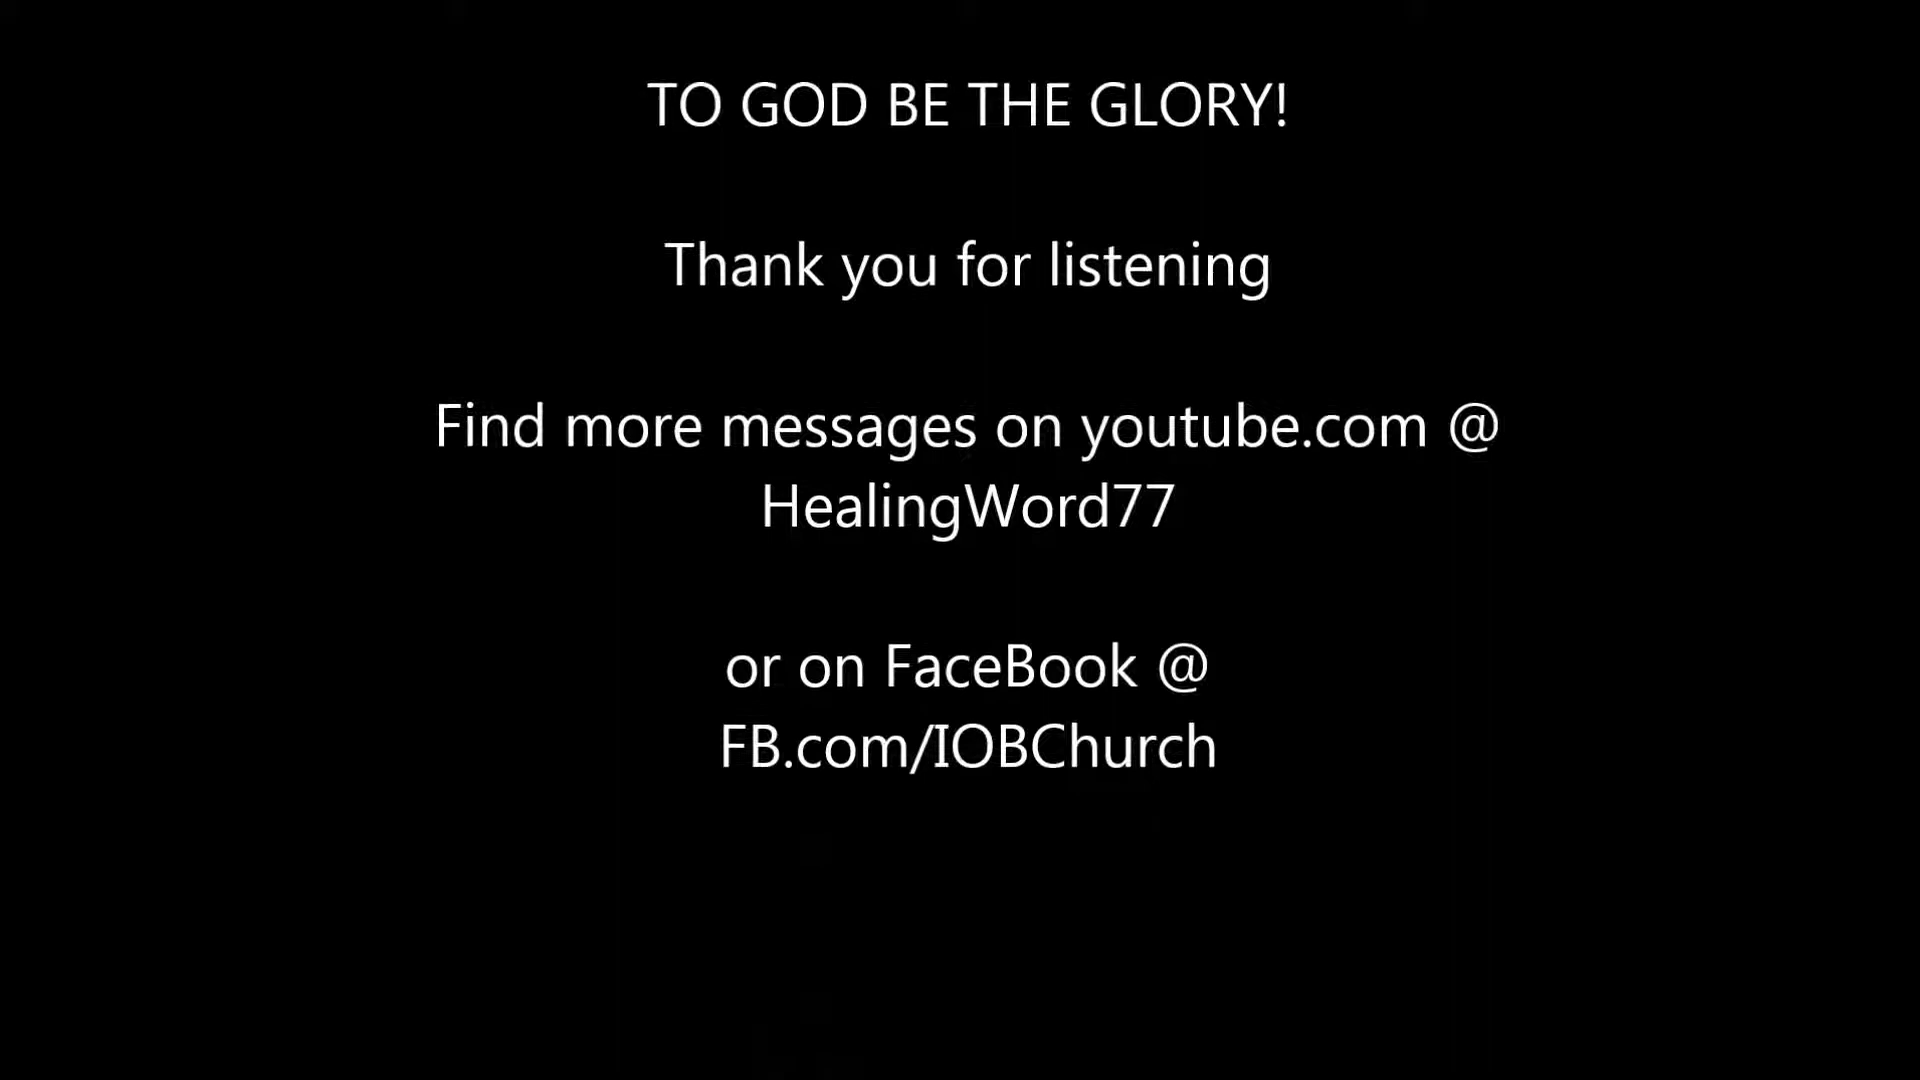 TO GOD BE THE GLORY!
Thank you for listening
Find more messages on youtube.com @
HealingWord77
or on FaceBook @
FB.com/IOBChurch